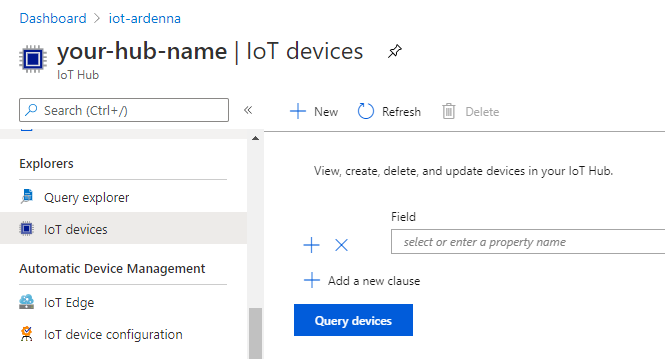 Dashboard > iot-ardenna
your-hub-name | IoT devices
IoT Hub
Search (Ctrl+/)
«
New
Refresh
Delete
Explorers
Query explorer
IoT devices
Automatic Device Management
IoT Edge
IoT device configuration
View, create, delete, and update devices in your IoT Hub.
Field
select or enter a property name
Add a new clause
Query devices